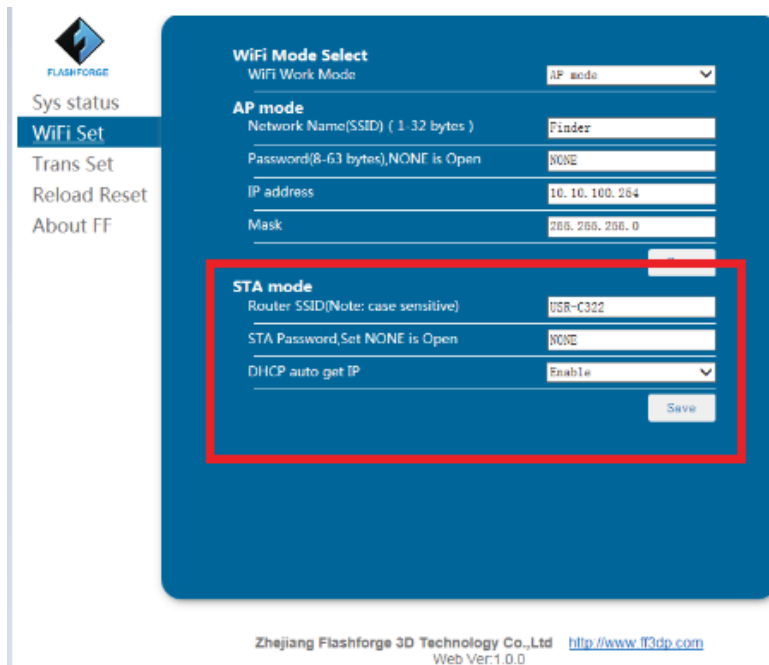 FLASHFORGE
Sys status
WiFi Set
Trans Set
Reload Reset
About FF
WiFi Mode Select
WiFi Work Mode AP mode
AP mode
Network Name(SSID) ( 1-32 bytes ) Finder
Password(8-63 bytes),NONE is Open NONE
IP address 10.10.100.254
Mask 255.255.255.0
STA mode
Router SSID(Note: case sensitive) USR-C322
STA Password,Set NONE is Open NONE
DHCP auto get IP Enable
Save
Zhejiang Flashforge 3D Technology Co.,Ltd http://www.ff3dp.com
Web Ver:1.0.0